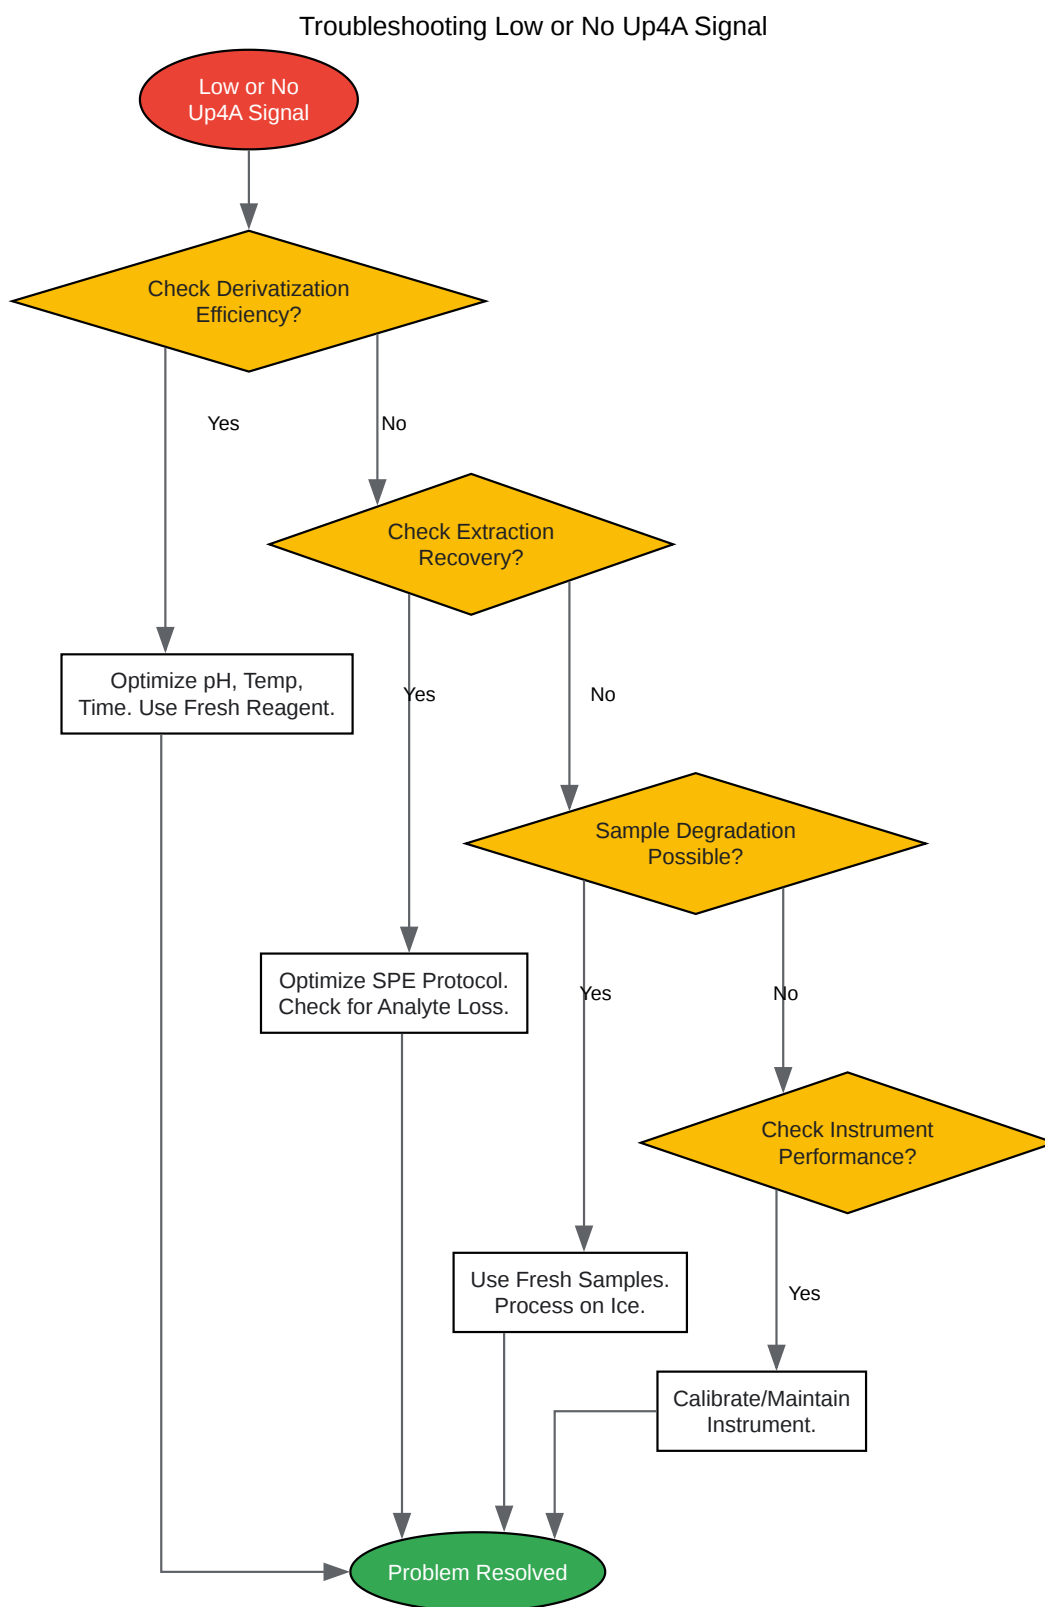 Troubleshooting Low or No Up4A Signal
Low or No
Up4A Signal
Check Derivatization
Efficiency?
Yes
No
Check Extraction
Recovery?
Optimize pH, Temp,
Time. Use Fresh Reagent.
Yes
No
Sample Degradation
Possible?
Optimize SPE Protocol.
Check for Analyte Loss.
Yes
No
Check Instrument
Performance?
Use Fresh Samples.
Process on Ice.
Yes
Calibrate/Maintain
Instrument.
Problem Resolved